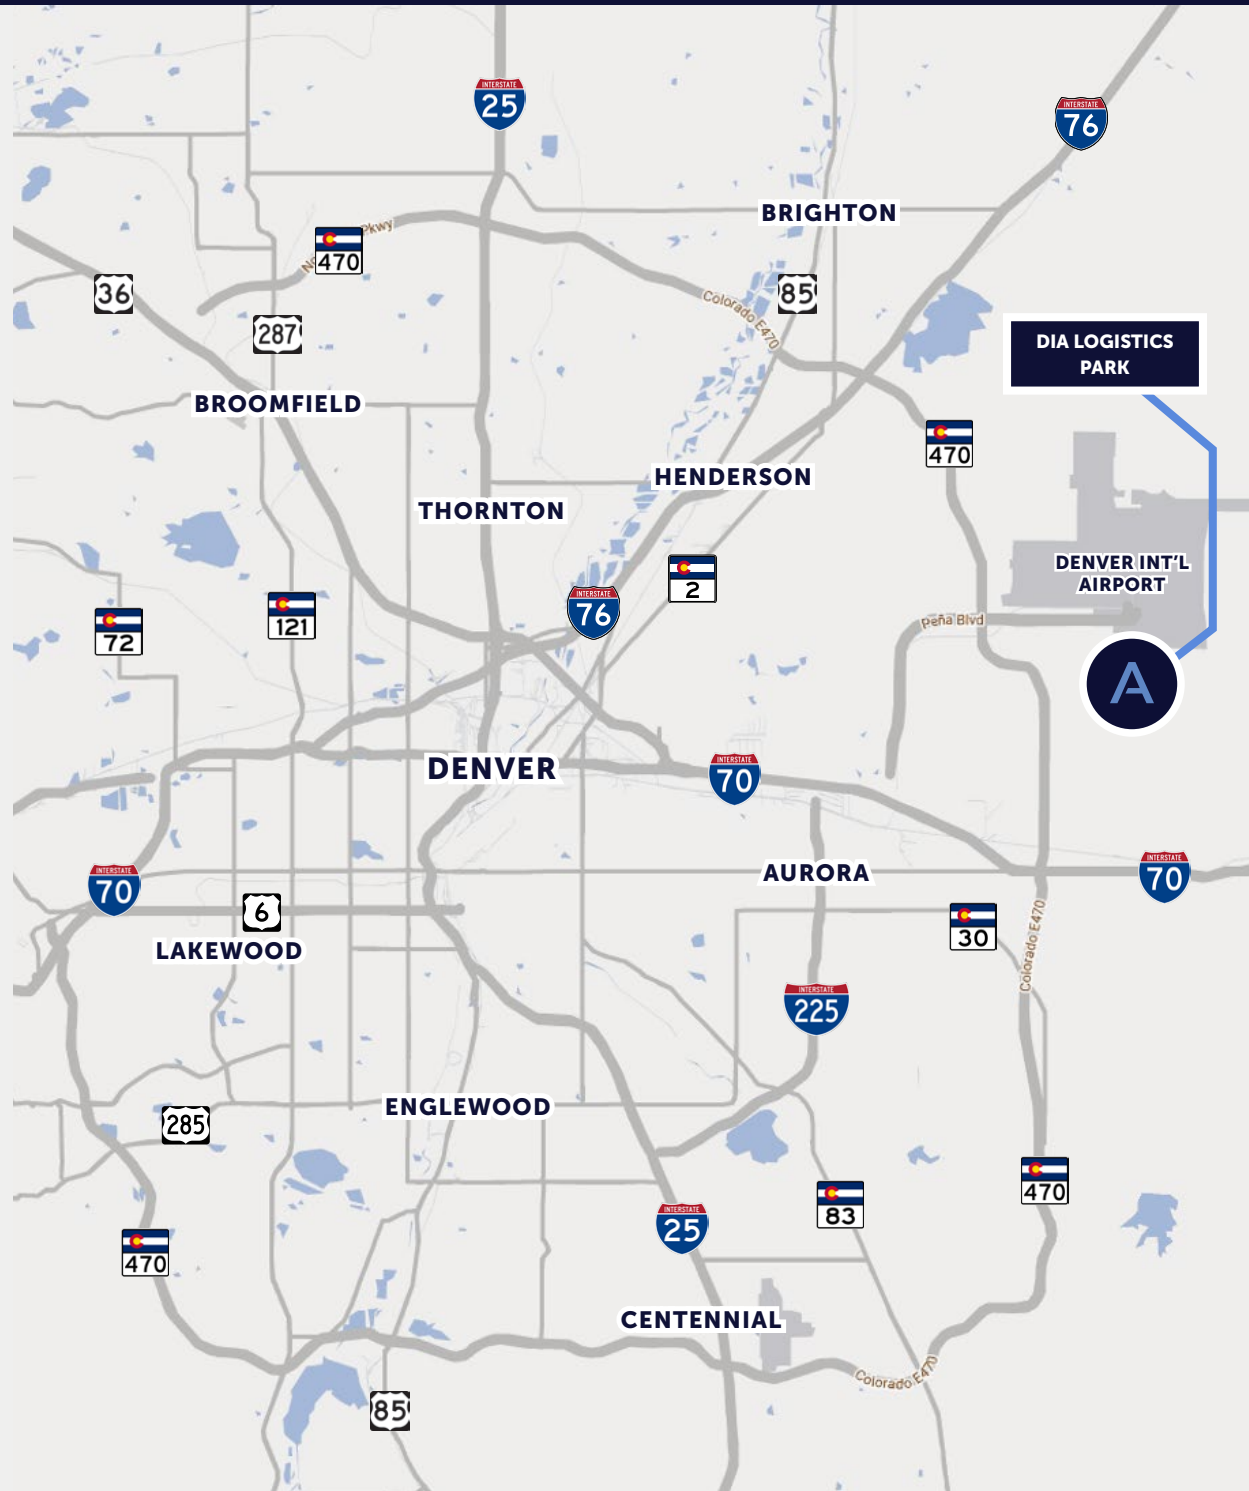 INTERSTATE
25
INTERSTATE
76
BRIGHTON
Pkwy
470
36
85
Colorado E470
287
DIA LOGISTICS
PARK
BROOMFIELD
470
HENDERSON
THORNTON
DENVER INT'L
AIRPORT
2
INTERSTATE
76
72
121
Peña Blvd
A
DENVER
INTERSTATE
70
AURORA
INTERSTATE
70
INTERSTATE
70
6
30
LAKEWOOD
Colorado E470
INTERSTATE
225
ENGLEWOOD
285
470
83
INTERSTATE
25
470
CENTENNIAL
Colorado E470
85